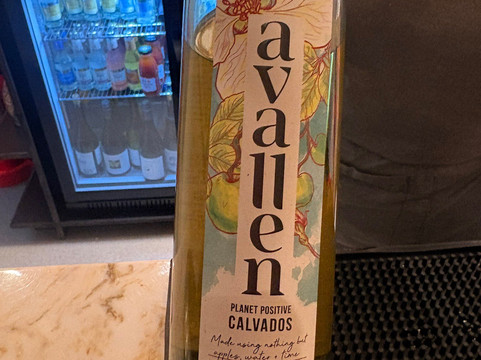 avallen
PLANET POSITIVE
CALVADOS
Made using nothing but
apples, water + time